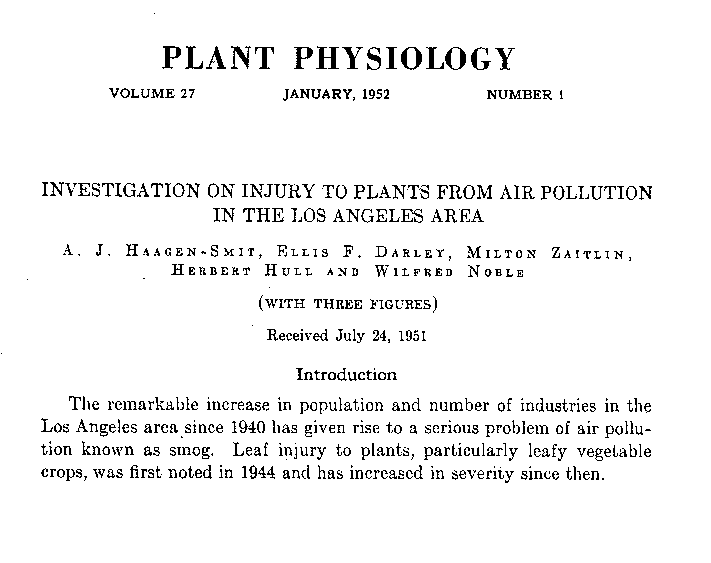 PLANT PHYSIOLOGY
VOLUME 27 JANUARY, 1952 NUMBER 1
INVESTIGATION ON INJURY TO PLANTS FROM AIR POLLUTION
IN THE LOS ANGELES AREA
A. J. HAAGEN-SMIT, ELLIS F. DARLEY, MILTON ZAITLIN,
HERBERT HULL AND WILFRED NOBLE
(WITH THREE FIGURES)
Received July 24, 1951
Introduction
The remarkable increase in population and number of industries in the
Los Angeles area since 1940 has given rise to a serious problem of air pollu-
tion known as smog. Leaf injury to plants, particularly leafy vegetable
crops, was first noted in 1944 and has increased in severity since then.